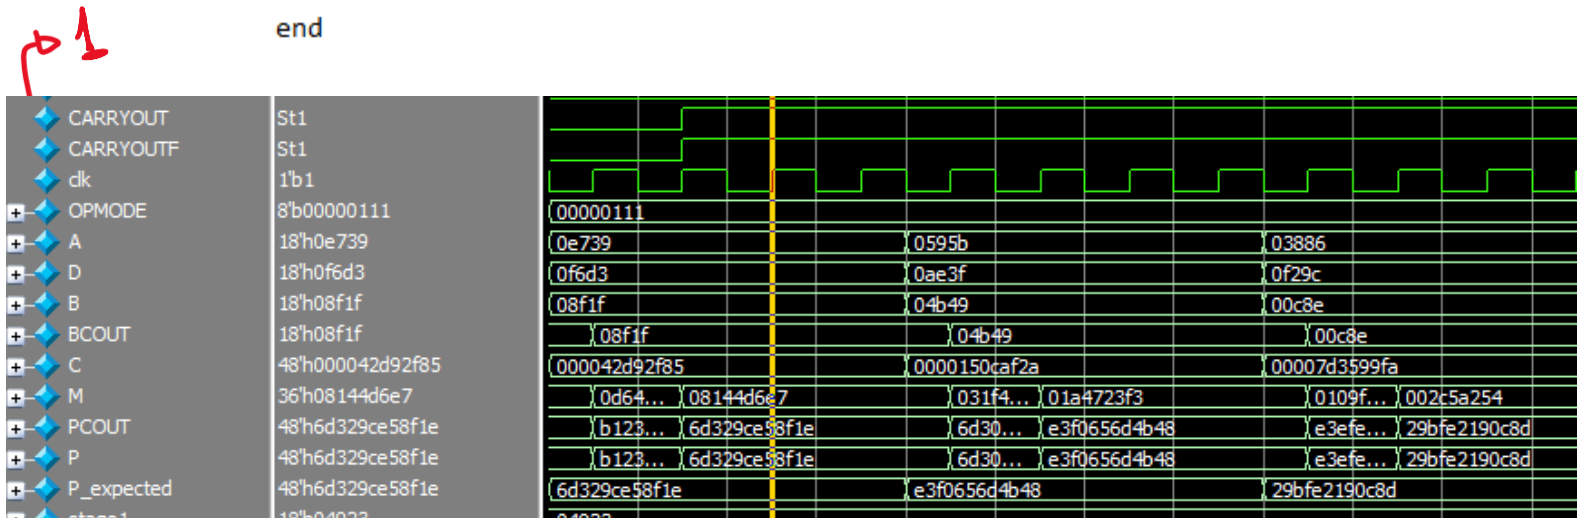 1
end
CARRYOUT St1
CARRYOUTF St1
clk 1'b1
OPMODE 8'b00000111 00000111
A 18'h0e739 0e739 0595b 03886
D 18'h0f6d3 0f6d3 0ae3f 0f29c
B 18'h08f1f 08f1f 04b49 00c8e
BCOUT 18'h08f1f 08f1f 04b49 00c8e
C 48'h000042d92f85 000042d92f85 0000150caf2a 00007d3599fa
M 36'h08144d6e7 0d64... 08144d6e7 031f4... 01a4723f3 0109f... 002c5a254
PCOUT 48'h6d329ce58f1e b123... 6d329ce58f1e 6d30... e3f0656d4b48 e3efe... 29bfe2190c8d
P 48'h6d329ce58f1e b123... 6d329ce58f1e 6d30... e3f0656d4b48 e3efe... 29bfe2190c8d
P_expected 48'h6d329ce58f1e 6d329ce58f1e e3f0656d4b48 29bfe2190c8d